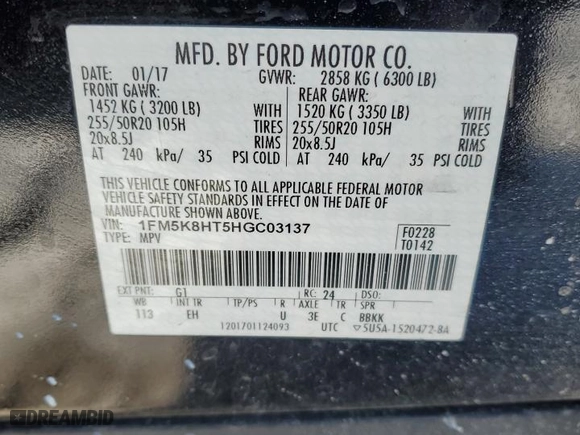 MFD. BY FORD MOTOR CO.
DATE: 01/17 GVWR: 2858 KG ( 6300 LB)
FRONT GAWR: REAR GAWR:
1452 KG ( 3200 LB) WITH 1520 KG ( 3350 LB) WITH
255/50R20 105H TIRES 255/50R20 105H TIRES
20x8.5J RIMS 20x8.5J RIMS
AT 240 kPa/ 35 PSI COLD AT 240 kPa/ 35 PSI COLD
THIS VEHICLE CONFORMS TO ALL APPLICABLE FEDERAL MOTOR
VEHICLE SAFETY STANDARDS IN EFFECT ON THE DATE OF
MANUFACTURE SHOWN ABOVE.
VIN: 1FM5K8HT5HGC03137 F0228
TYPE: MPV T0142
EXT PNT: G1 RC: 24 DSO:
WB INT TR TP/PS R AXLE TR
113 EH U 3E C BBKK
1201701124093 UTC ▽5U5A-1520472-BA
DREAMBID